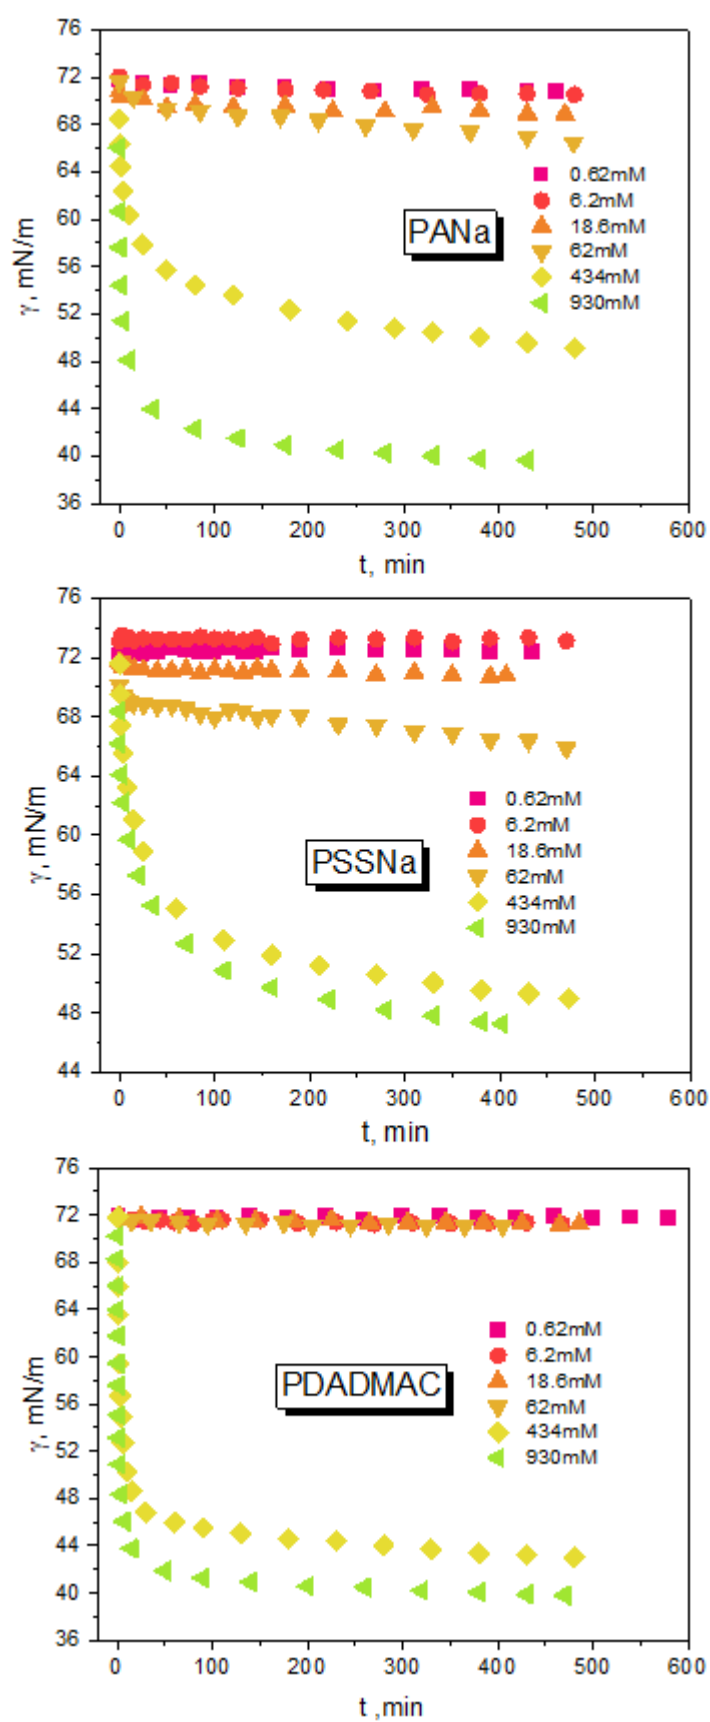 76
72
68
64
60
56
52
48
44
40
36
γ, mN/m
PANa
0.62mM
6.2mM
18.6mM
62mM
434mM
930mM
0 100 200 300 400 500 600
t, min
76
72
68
64
60
56
52
48
44
γ, mN/m
PSSNa
0.62mM
6.2mM
18.6mM
62mM
434mM
930mM
0 100 200 300 400 500 600
t, min
76
72
68
64
60
56
52
48
44
40
36
γ, mN/m
PDADMAC
0.62mM
6.2mM
18.6mM
62mM
434mM
930mM
0 100 200 300 400 500 600
t ,min